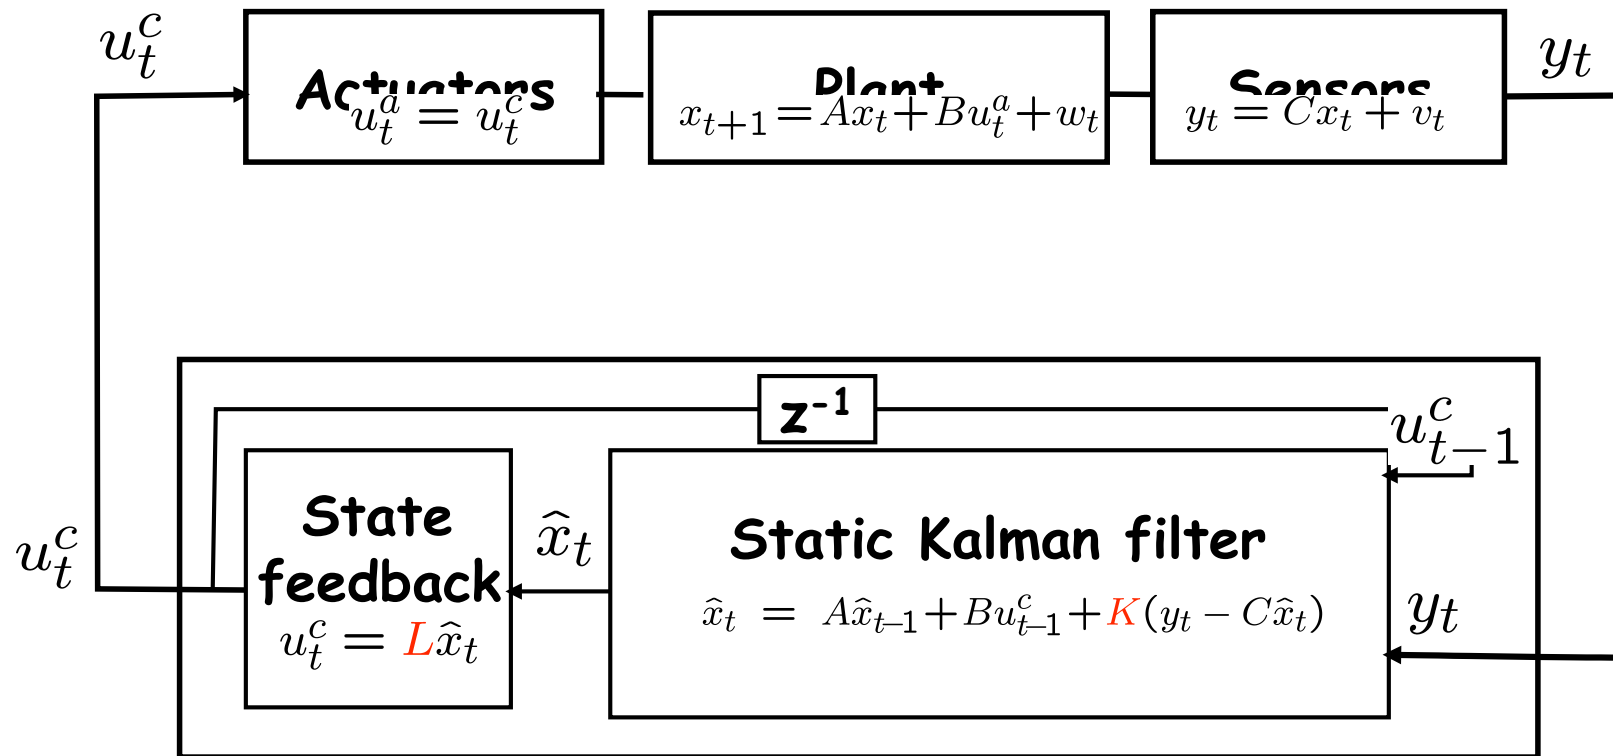 u_t^c
Actuators
u_t^a = u_t^c
Plant
x_{t+1} = Ax_t + Bu_t^a + w_t
Sensors
y_t = Cx_t + v_t
y_t
z^{-1}
u_{t-1}^c
State
feedback
u_t^c = Lx̂_t
u_t^c
x̂_t
Static Kalman filter
x̂_t = Ax̂_{t-1} + Bu_{t-1}^c + K(y_t - Cx̂_t)
y_t